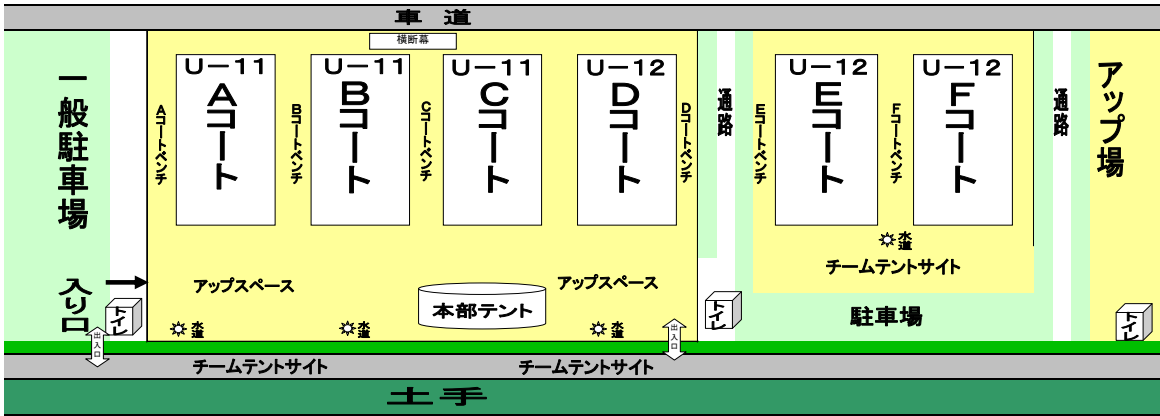 車 道
横断幕
一般駐車場
U－11
Aコート
Aコートベンチ
U－11
Bコート
Bコートベンチ
U－11
Cコート
Cコートベンチ
U－12
Dコート
Dコートベンチ
通路
U－12
Eコート
Eコートベンチ
U－12
Fコート
Fコートベンチ
通路
アップ場
水道
チームテントサイト
入り口
アップスペース
アップスペース
本部テント
トイレ
トイレ
トイレ
駐車場
水道
水道
水道
出入口
出入口
チームテントサイト
チームテントサイト
土手